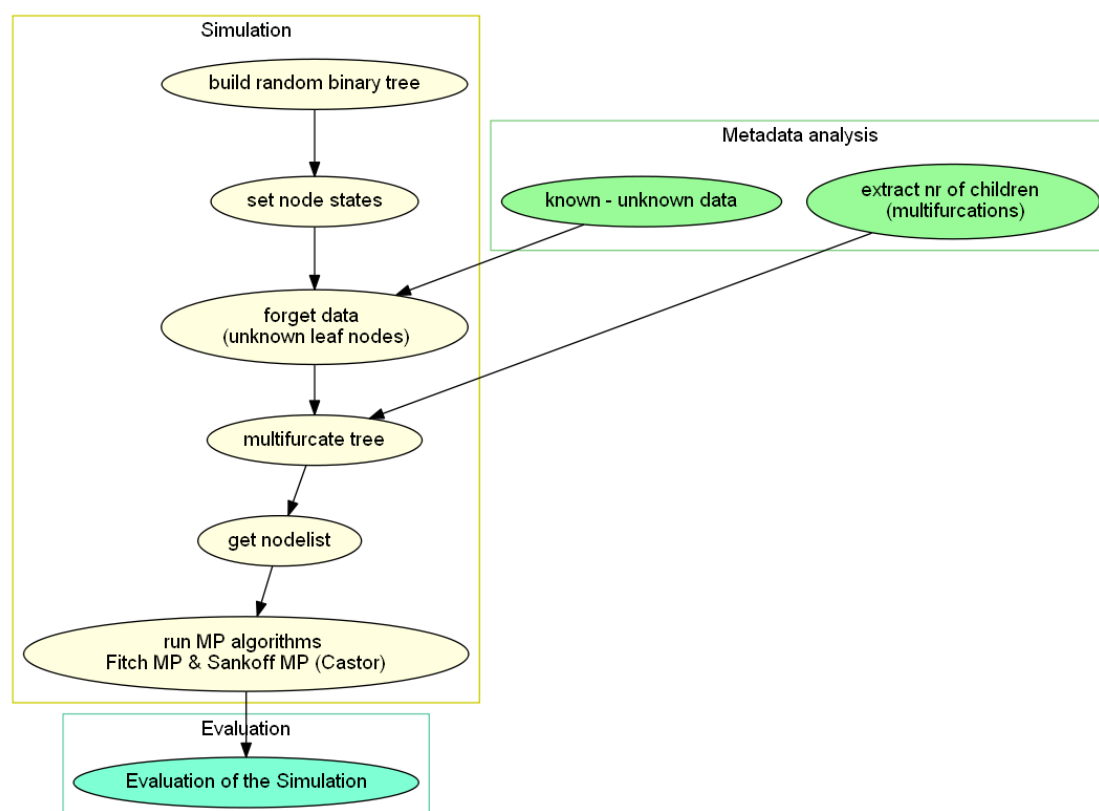 Simulation
build random binary tree
Metadata analysis
set node states
known - unknown data
extract nr of children
(multifurcations)
forget data
(unknown leaf nodes)
multifurcate tree
get nodelist
run MP algorithms
Fitch MP & Sankoff MP (Castor)
Evaluation
Evaluation of the Simulation